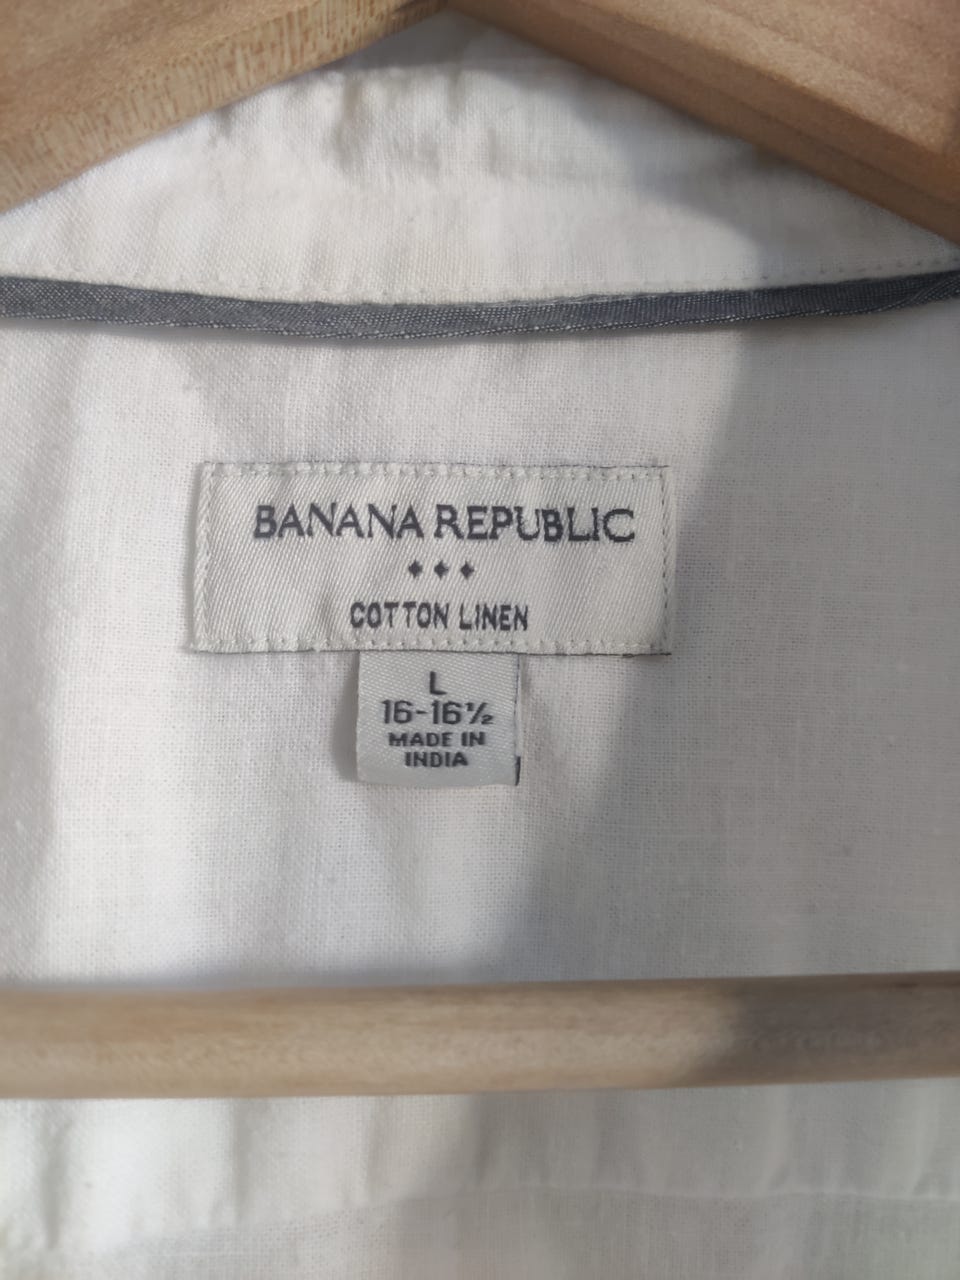 BANANA REPUBLIC
COTTON LINEN
L
16-16½
MADE IN
INDIA